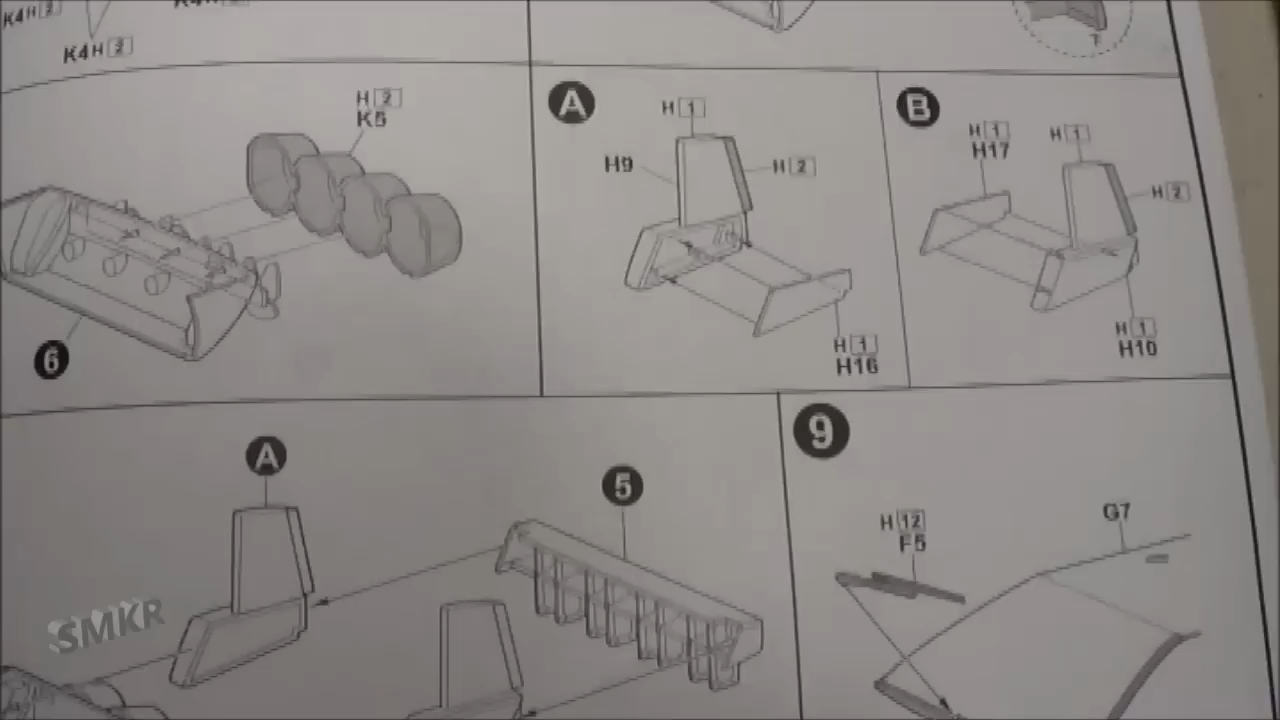 K4 H 2
K4 H 2
H 2
K5
6
A
H 1
H9
H 2
H 1
H16
B
H 1
H17
H 1
H 2
H 1
H10
A
5
9
H 12
F5
G7
SMKR